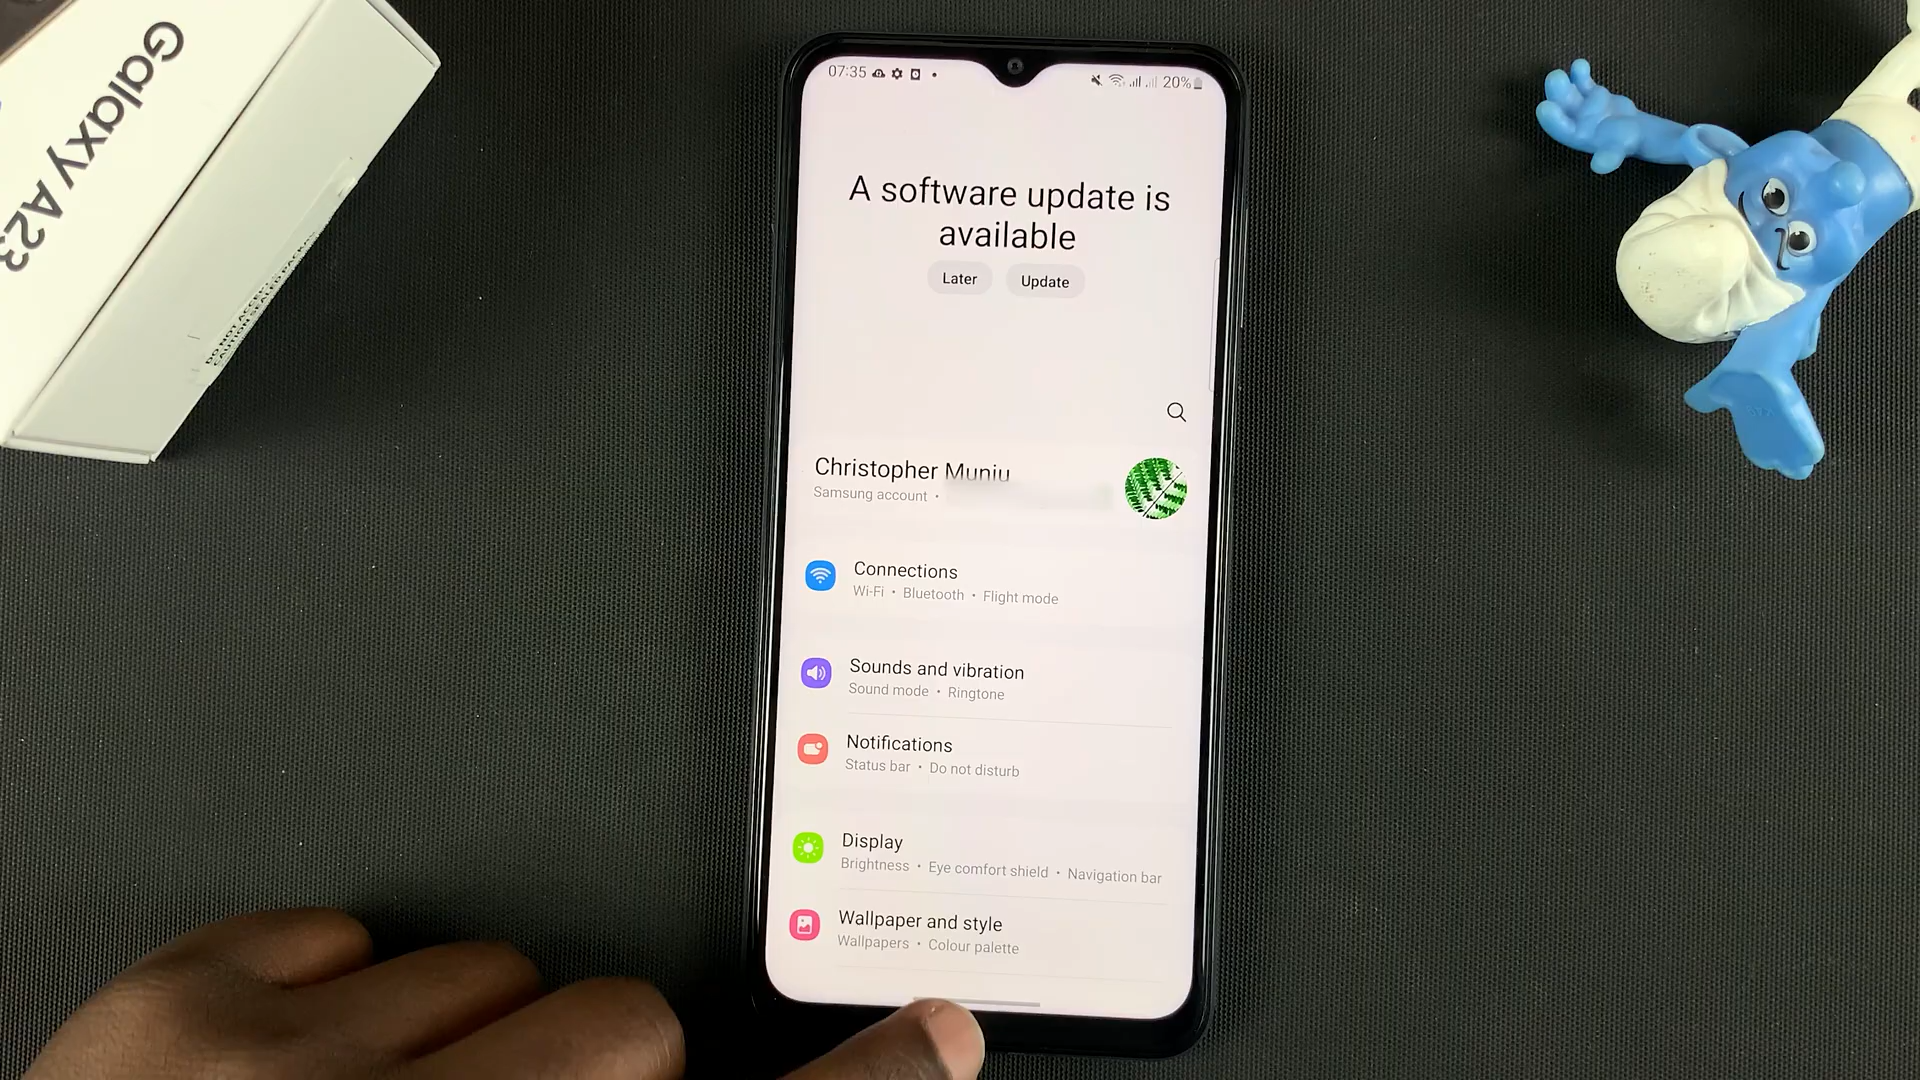 Galaxy A23
07:35
20%
A software update is
available
Later
Update
Christopher Muniu
Samsung account •
Connections
Wi-Fi • Bluetooth • Flight mode
Sounds and vibration
Sound mode • Ringtone
Notifications
Status bar • Do not disturb
Display
Brightness • Eye comfort shield • Navigation bar
Wallpaper and style
Wallpapers • Colour palette